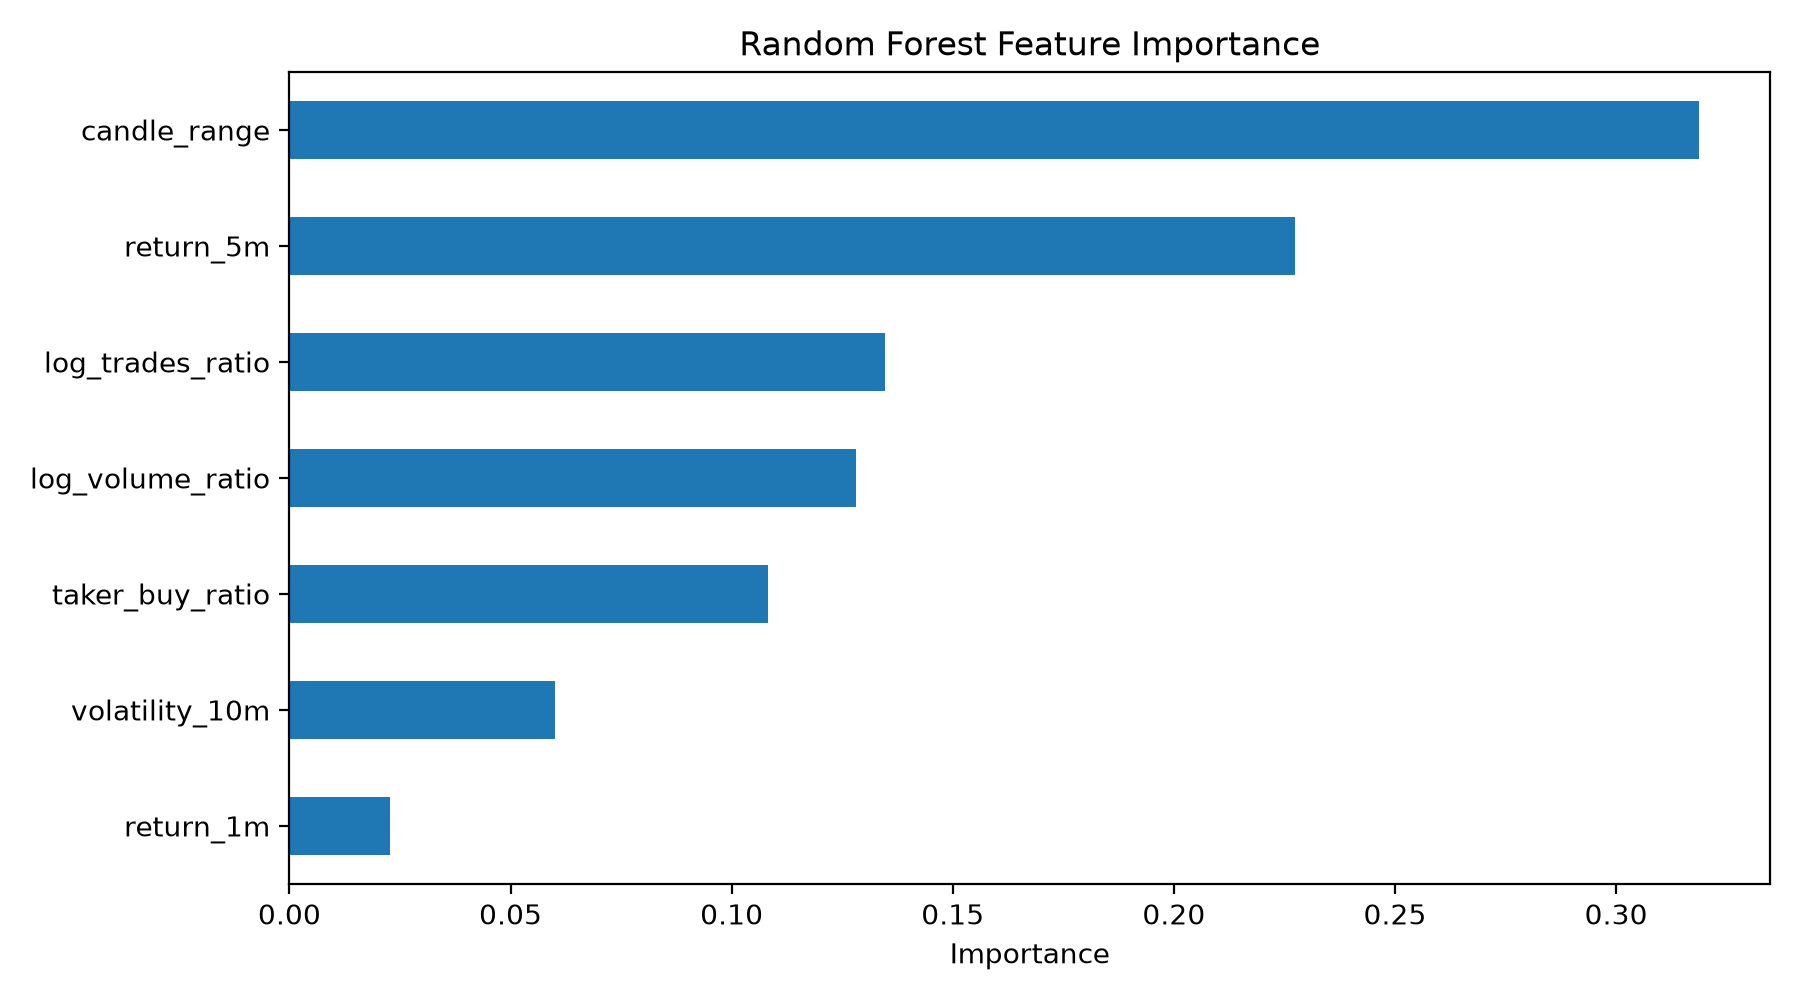 Random Forest Feature Importance
candle_range
return_5m
log_trades_ratio
log_volume_ratio
taker_buy_ratio
volatility_10m
return_1m
0.00 0.05 0.10 0.15 0.20 0.25 0.30
Importance